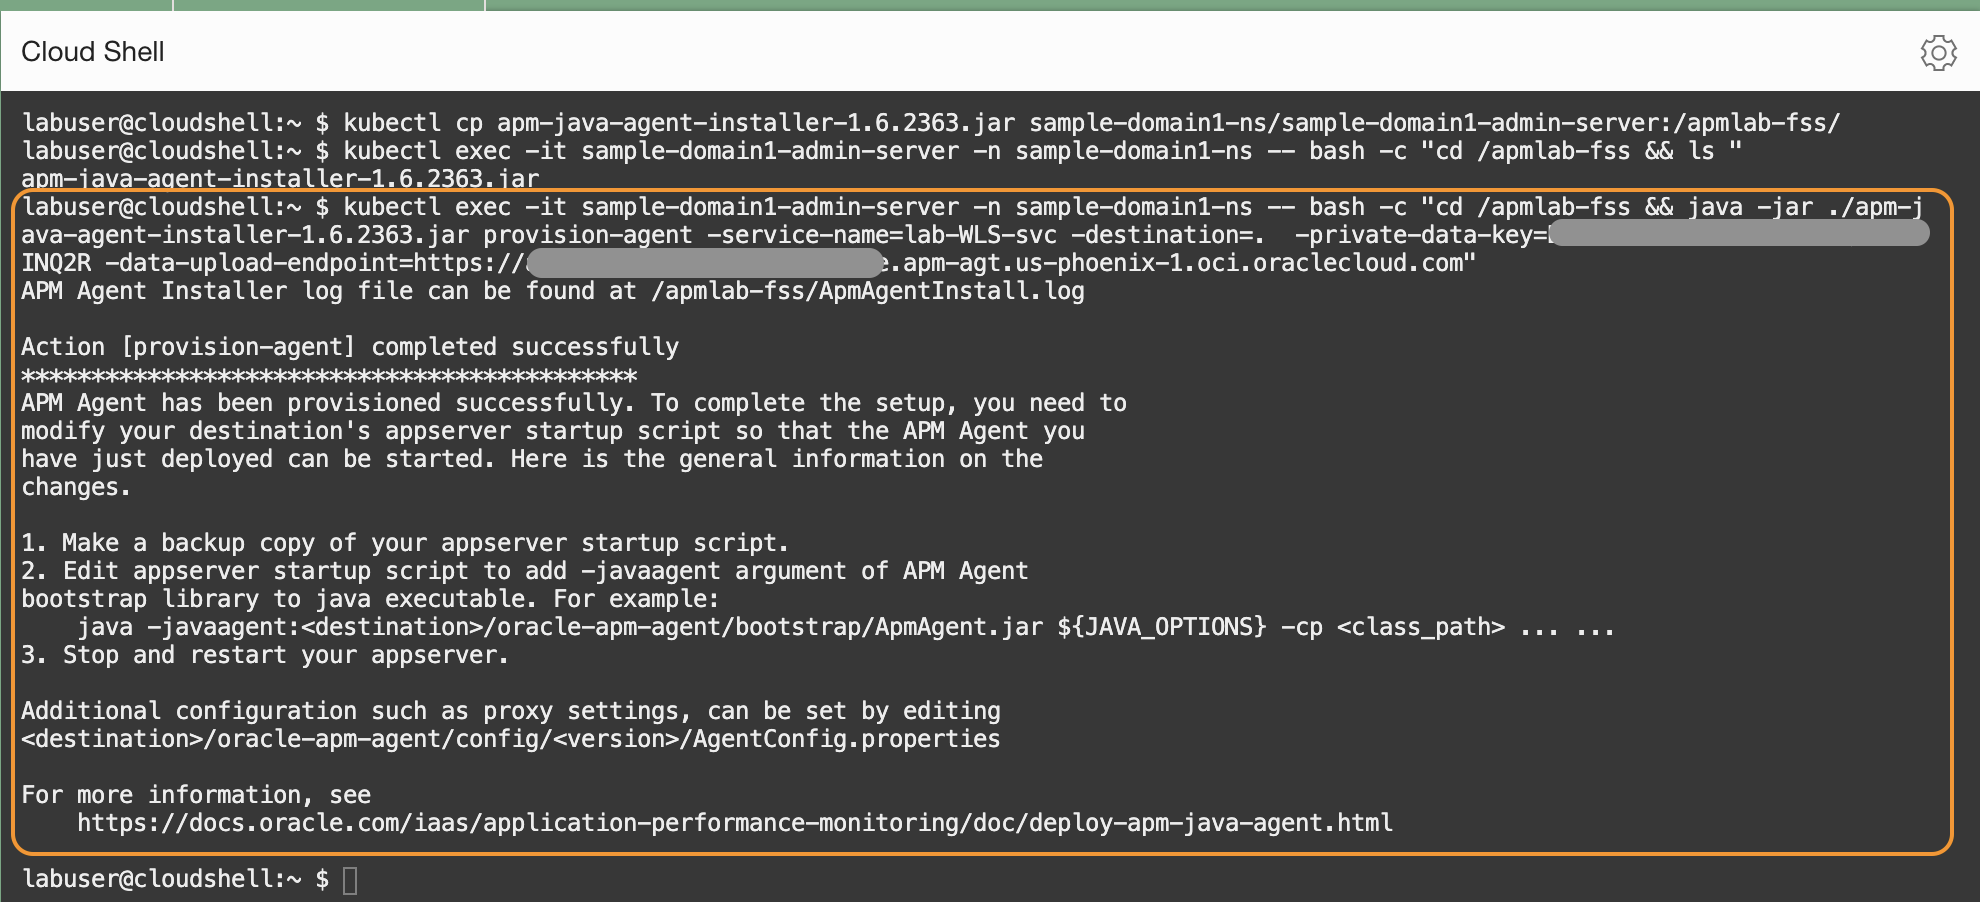 Cloud Shell
labuser@cloudshell:~ $ kubectl cp apm-java-agent-installer-1.6.2363.jar sample-domain1-ns/sample-domain1-admin-server:/apmlab-fss/
labuser@cloudshell:~ $ kubectl exec -it sample-domain1-admin-server -n sample-domain1-ns -- bash -c "cd /apmlab-fss && ls "
apm-java-agent-installer-1.6.2363.jar
labuser@cloudshell:~ $ kubectl exec -it sample-domain1-admin-server -n sample-domain1-ns -- bash -c "cd /apmlab-fss && java -jar ./apm-j
ava-agent-installer-1.6.2363.jar provision-agent -service-name=lab-WLS-svc -destination=.  -private-data-key=
INQ2R -data-upload-endpoint=https:// e.apm-agt.us-phoenix-1.oci.oraclecloud.com"
APM Agent Installer log file can be found at /apmlab-fss/ApmAgentInstall.log
Action [provision-agent] completed successfully
********************************************
APM Agent has been provisioned successfully. To complete the setup, you need to
modify your destination's appserver startup script so that the APM Agent you
have just deployed can be started. Here is the general information on the
changes.
1. Make a backup copy of your appserver startup script.
2. Edit appserver startup script to add -javaagent argument of APM Agent
bootstrap library to java executable. For example:
    java -javaagent:<destination>/oracle-apm-agent/bootstrap/ApmAgent.jar ${JAVA_OPTIONS} -cp <class_path> ... ...
3. Stop and restart your appserver.
Additional configuration such as proxy settings, can be set by editing
<destination>/oracle-apm-agent/config/<version>/AgentConfig.properties
For more information, see
    https://docs.oracle.com/iaas/application-performance-monitoring/doc/deploy-apm-java-agent.html
labuser@cloudshell:~ $